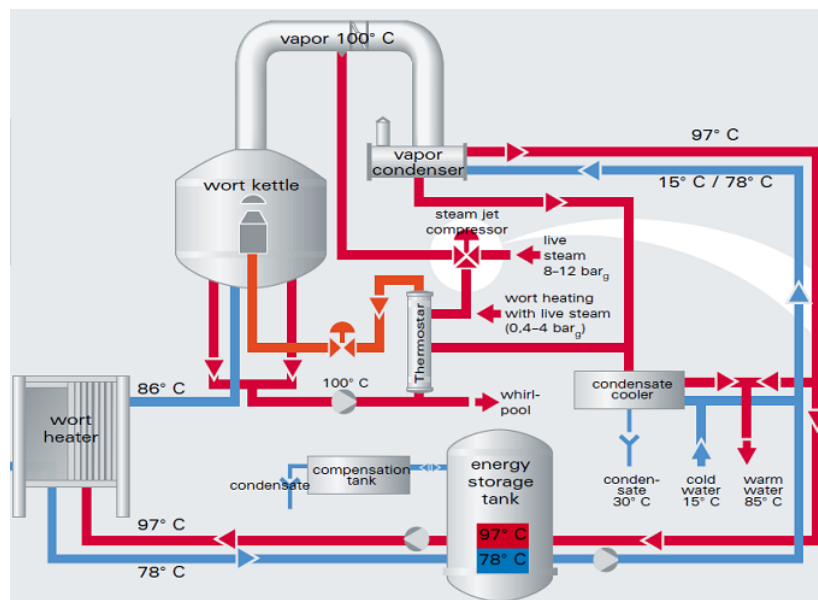 vapor 100° C
97° C
vapor
condenser
15° C / 78° C
wort kettle
steam jet
compressor
live
steam
8–12 barg
wort heating
with live steam
(0,4–4 barg)
Thermostar
100° C
86° C
whirl-
pool
condensate
cooler
wort
heater
compensation
tank
condensate
energy
storage
tank
conden-
sate
30° C
cold
water
15° C
warm
water
85° C
97° C
97° C
78° C
78° C